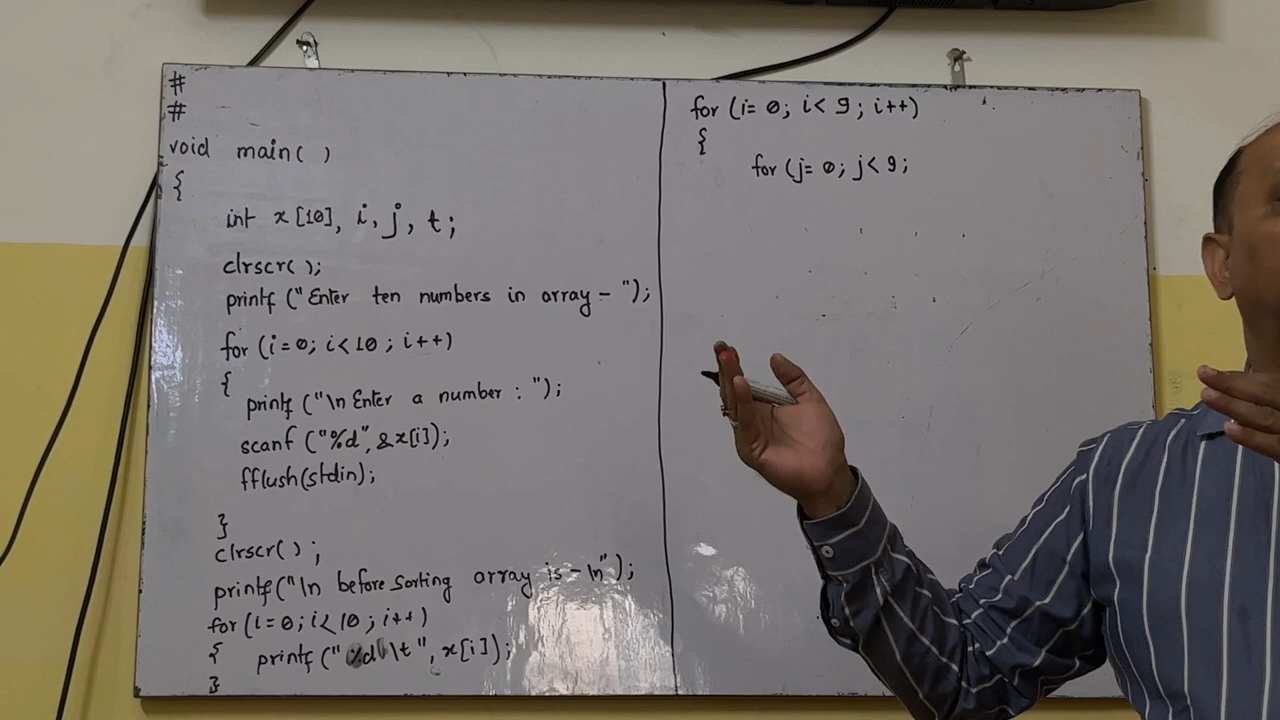 #
#
void main( )
{
int x [10], i, j, t;
clrscr( );
printf ("Enter ten numbers in array - ");
for (i=0; i<10 ; i++)
{
printf ("\n Enter a number : ");
scanf ("%d", &x[i]);
fflush(stdin);
}
clrscr( ) ;
printf ("\n before sorting array is - \n");
for (i=0; i<10 ; i++)
{ printf (" %d \t ", x[i]);
}
for (i= 0; i< 9 ; i++)
{
for (j= 0; j< 9;